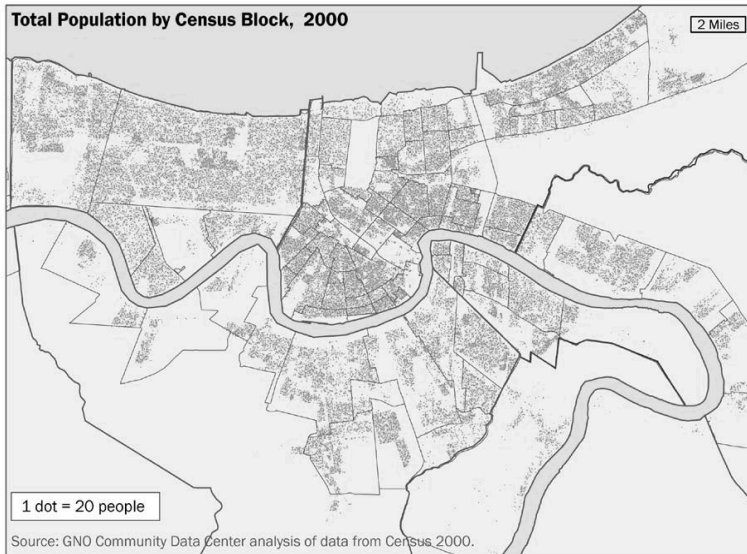 Total Population by Census Block, 2000
2 Miles
1 dot = 20 people
Source: GNO Community Data Center analysis of data from Census 2000.